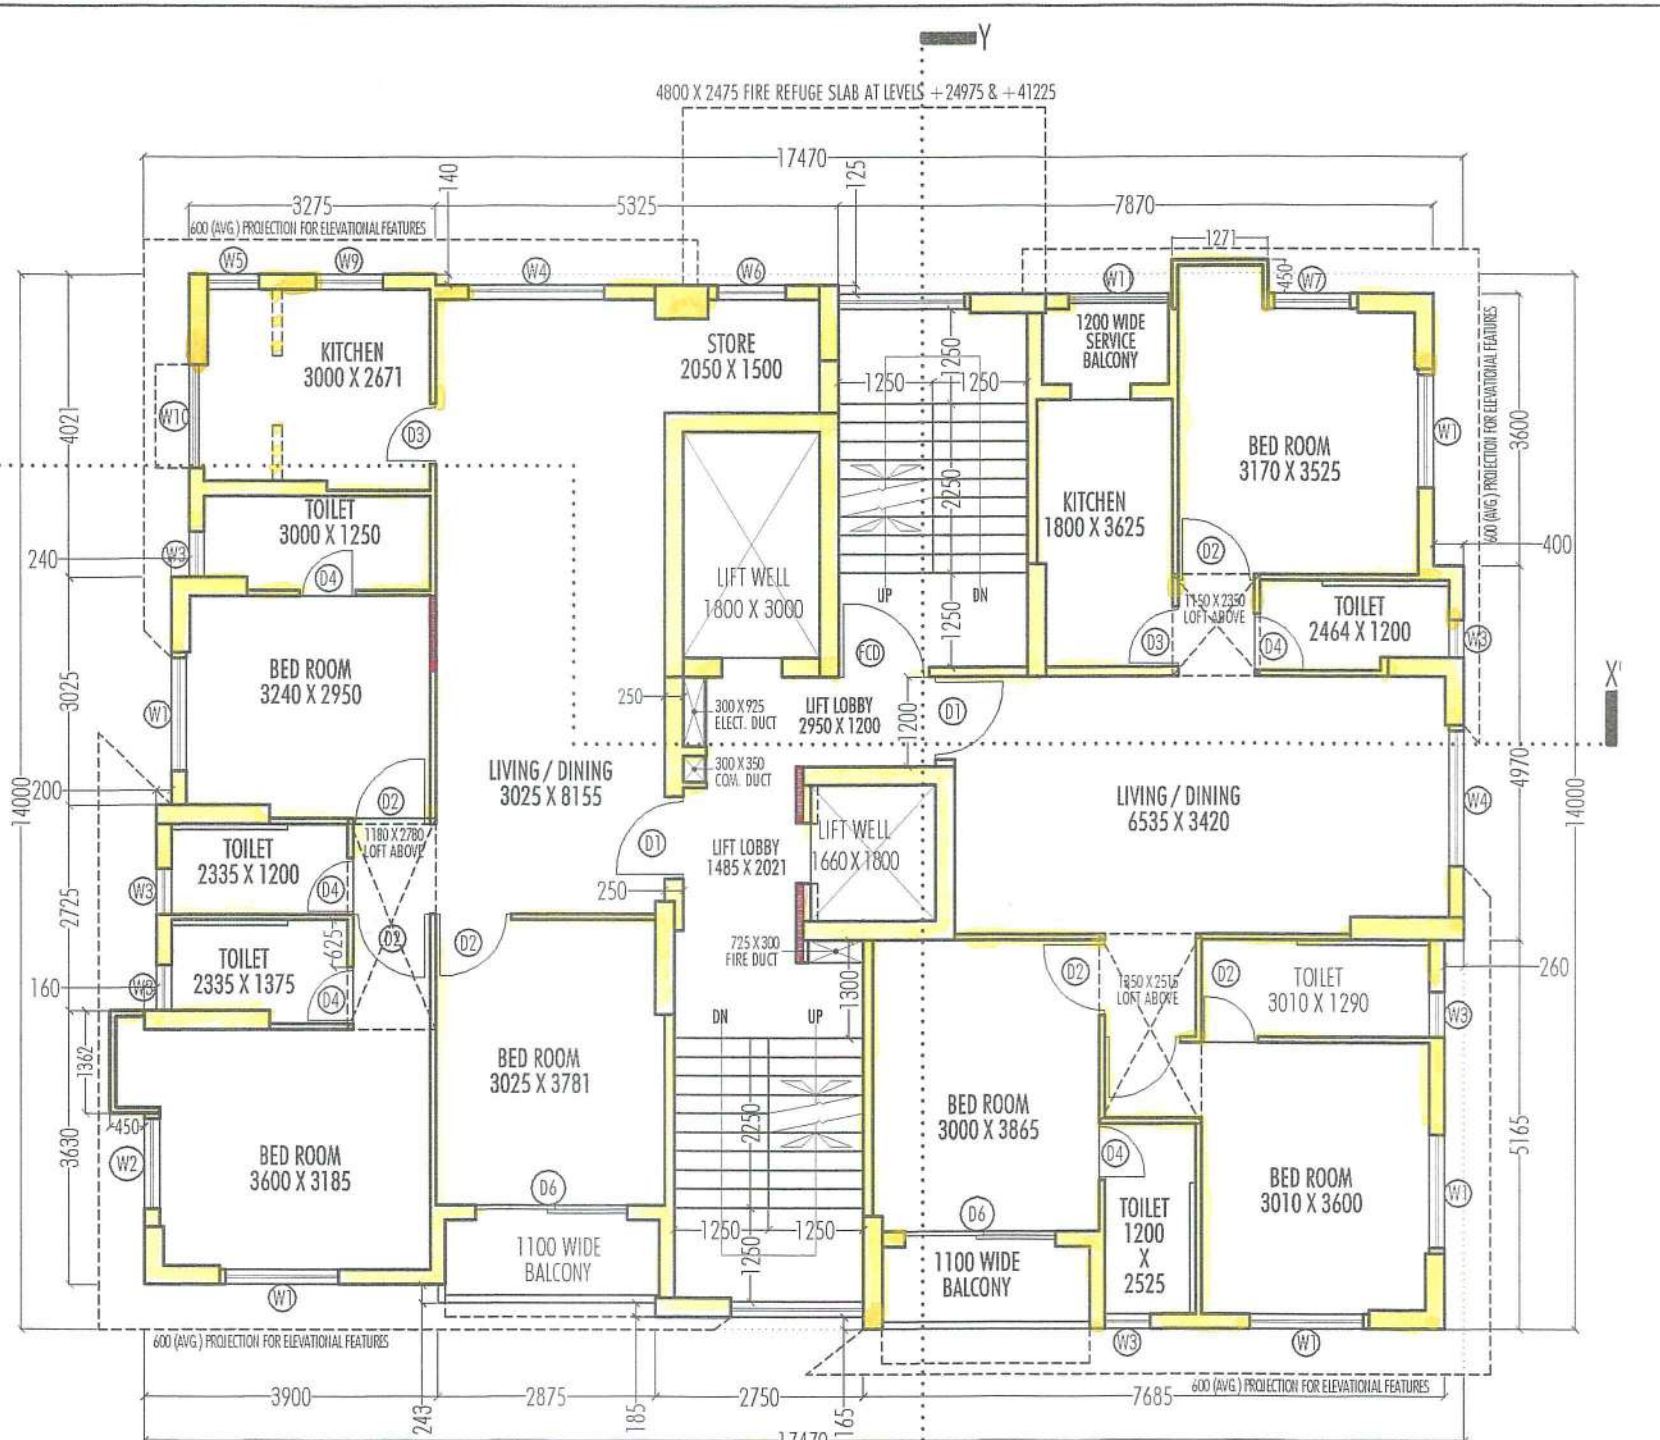 Y
4800 X 2475 FIRE REFUGE SLAB AT LEVELS +24975 & +41225
17470
140
125
3275
5325
7870
600 (AVG.) PROJECTION FOR ELEVATIONAL FEATURES
1271
450
W5
W9
W4
W6
W7
1200 WIDE
SERVICE
BALCONY
KITCHEN
3000 X 2671
STORE
2050 X 1500
1250
1250
1250
W10
D3
4021
BED ROOM
3170 X 3525
W1
3600
600 (AVG.) PROJECTION FOR ELEVATIONAL FEATURES
TOILET
3000 X 1250
2250
KITCHEN
1800 X 3625
W3
240
D4
D2
400
LIFT WELL
1800 X 3000
UP
DN
1250
1150 X 2350
LOFT ABOVE
TOILET
2464 X 1200
FCD
D3
D4
W3
BED ROOM
3240 X 2950
X'
3025
250
W1
300 X 925
ELECT. DUCT
LIFT LOBBY
2950 X 1200
1200
D1
300 X 350
COM. DUCT
LIVING / DINING
3025 X 8155
4970
14000
200
D2
LIVING / DINING
6535 X 3420
W4
14000
1180 X 2780
LOFT ABOVE
TOILET
2335 X 1200
D1
LIFT LOBBY
1485 X 2021
LIFT WELL
1660 X 1800
W3
D4
250
2725
D2
D2
625
725 X 300
FIRE DUCT
TOILET
2335 X 1375
D2
D2
TOILET
3010 X 1290
260
160
W3
D4
1300
LOFT ABOVE
DN
UP
W3
1362
BED ROOM
3025 X 3781
BED ROOM
3000 X 3865
450
2250
3630
W2
BED ROOM
3600 X 3185
D4
5165
BED ROOM
3010 X 3600
W1
D6
D6
TOILET
1200
X
2525
1250
1250
1250
1100 WIDE
BALCONY
1100 WIDE
BALCONY
W1
W3
W1
600 (AVG.) PROJECTION FOR ELEVATIONAL FEATURES
600 (AVG.) PROJECTION FOR ELEVATIONAL FEATURES
3900
243
2875
185
2750
165
7685
17470